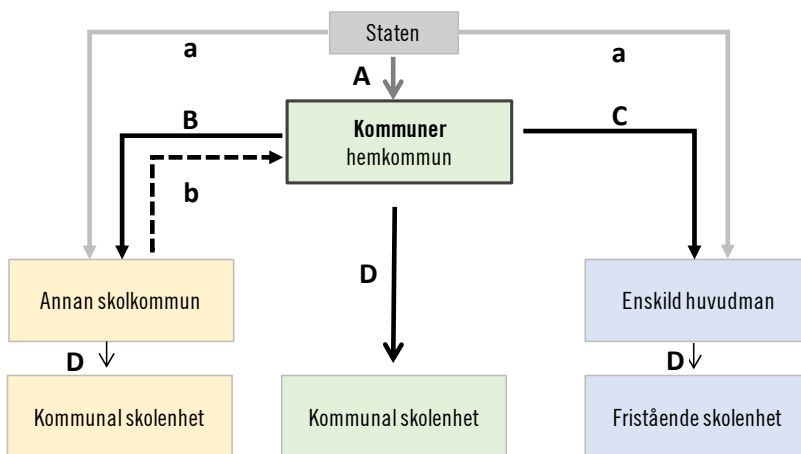 Staten
a
a
A
B
Kommuner
hemkommun
C
b
D
Annan skolkommun
Enskild huvudman
D
D
Kommunal skolenhet
Kommunal skolenhet
Fristående skolenhet